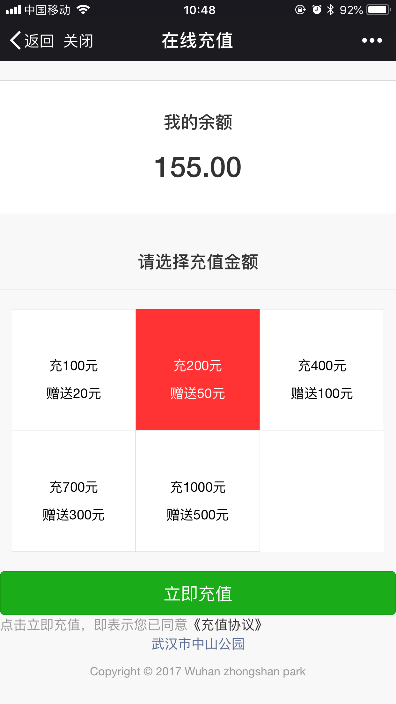 中国移动 10:48 92%
返回 关闭 在线充值
我的余额
155.00
请选择充值金额
充100元 充200元 充400元
赠送20元 赠送50元 赠送100元
充700元 充1000元
赠送300元 赠送500元
立即充值
点击立即充值，即表示您已同意《充值协议》
武汉市中山公园
Copyright © 2017 Wuhan zhongshan park